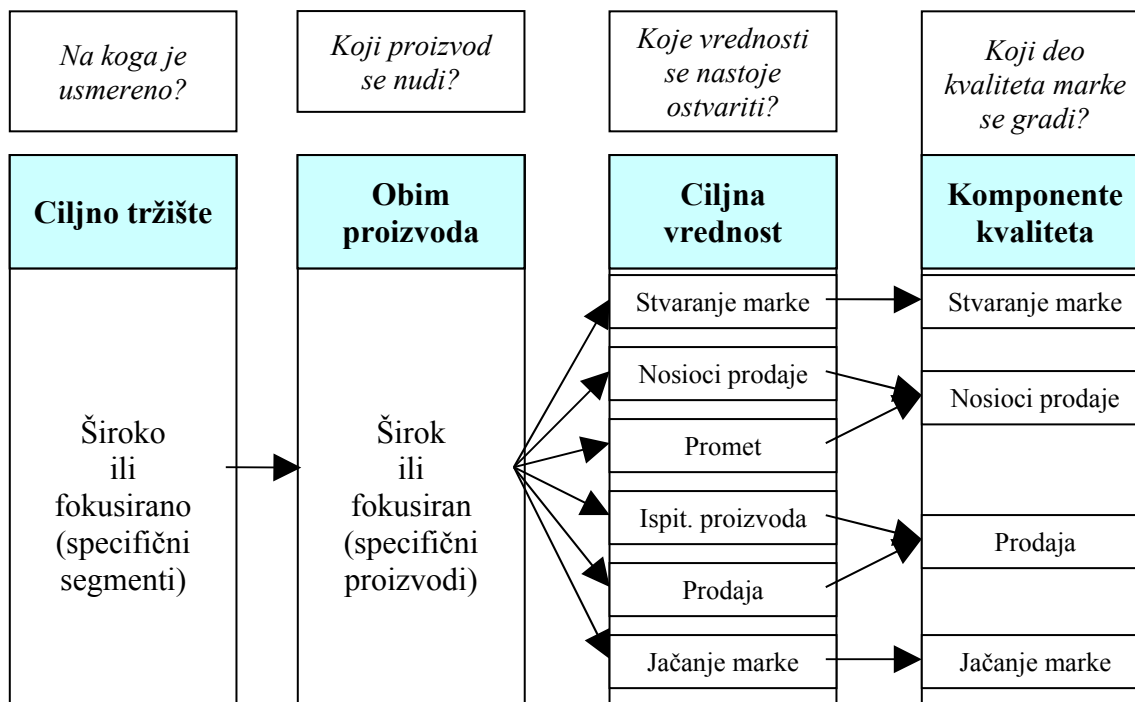 Na koga je
usmereno?
Koji proizvod
se nudi?
Koje vrednosti
se nastoje
ostvariti?
Koji deo
kvaliteta marke
se gradi?
Ciljno tržište
Obim
proizvoda
Ciljna
vrednost
Komponente
kvaliteta
Široko
ili
fokusirano
(specifični
segmenti)
Širok
ili
fokusiran
(specifični
proizvodi)
Stvaranje marke
Nosioci prodaje
Promet
Ispit. proizvoda
Prodaja
Jačanje marke
Stvaranje marke
Nosioci prodaje
Prodaja
Jačanje marke